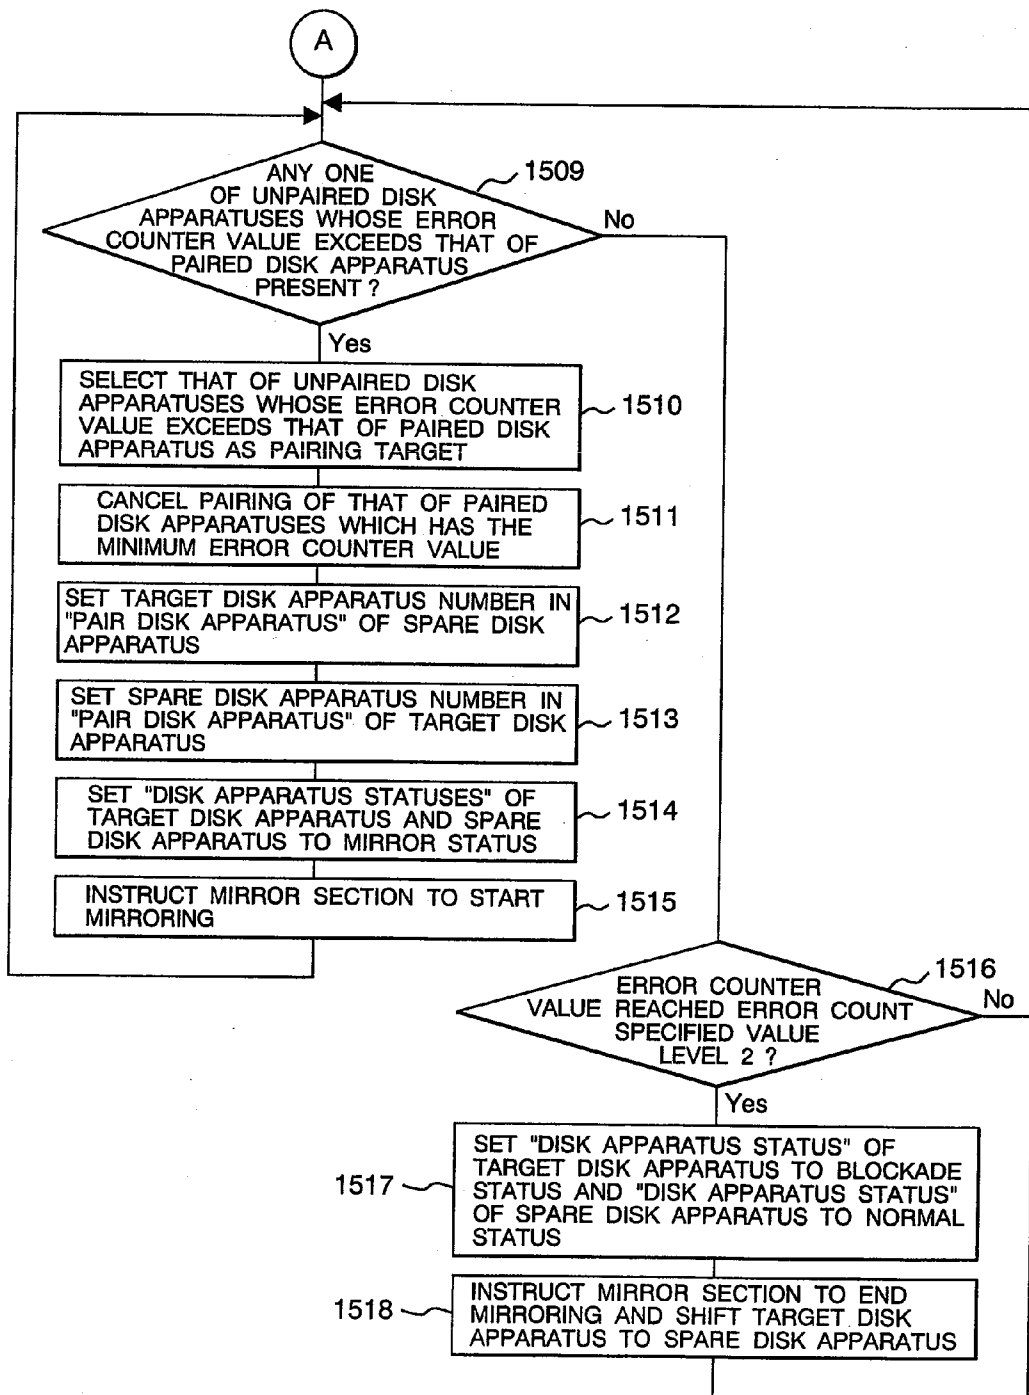 A
ANY ONE
OF UNPAIRED DISK
APPARATUSES WHOSE ERROR
COUNTER VALUE EXCEEDS THAT OF
PAIRED DISK APPARATUS
PRESENT ?
1509
No
Yes
SELECT THAT OF UNPAIRED DISK
APPARATUSES WHOSE ERROR COUNTER
VALUE EXCEEDS THAT OF PAIRED DISK
APPARATUS AS PAIRING TARGET
1510
CANCEL PAIRING OF THAT OF PAIRED
DISK APPARATUSES WHICH HAS THE
MINIMUM ERROR COUNTER VALUE
1511
SET TARGET DISK APPARATUS NUMBER IN
"PAIR DISK APPARATUS" OF SPARE DISK
APPARATUS
1512
SET SPARE DISK APPARATUS NUMBER IN
"PAIR DISK APPARATUS" OF TARGET DISK
APPARATUS
1513
SET "DISK APPARATUS STATUSES" OF
TARGET DISK APPARATUS AND SPARE
DISK APPARATUS TO MIRROR STATUS
1514
INSTRUCT MIRROR SECTION TO START
MIRRORING
1515
ERROR COUNTER
VALUE REACHED ERROR COUNT
SPECIFIED VALUE
LEVEL 2 ?
1516
No
Yes
SET "DISK APPARATUS STATUS" OF
TARGET DISK APPARATUS TO BLOCKADE
STATUS AND "DISK APPARATUS STATUS"
OF SPARE DISK APPARATUS TO NORMAL
STATUS
1517
INSTRUCT MIRROR SECTION TO END
MIRRORING AND SHIFT TARGET DISK
APPARATUS TO SPARE DISK APPARATUS
1518